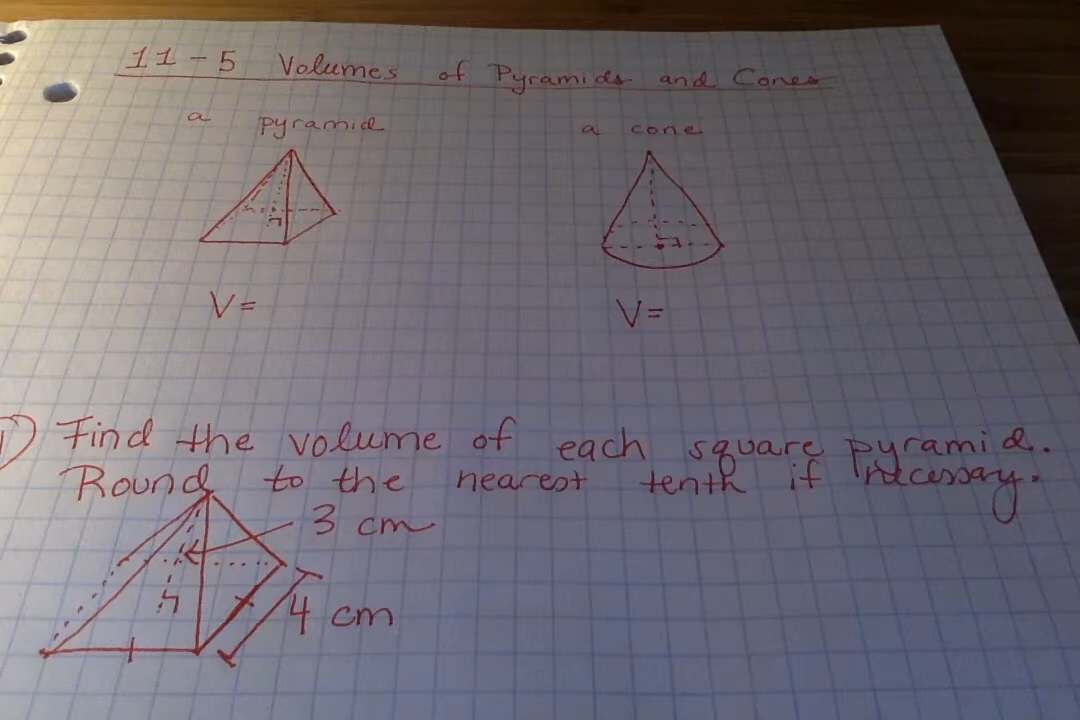 11-5 Volumes of Pyramids and Cones
a pyramid
a cone
V=
V=
1) Find the volume of each square pyramid.
Round to the nearest tenth if necessary.
3 cm
4 cm